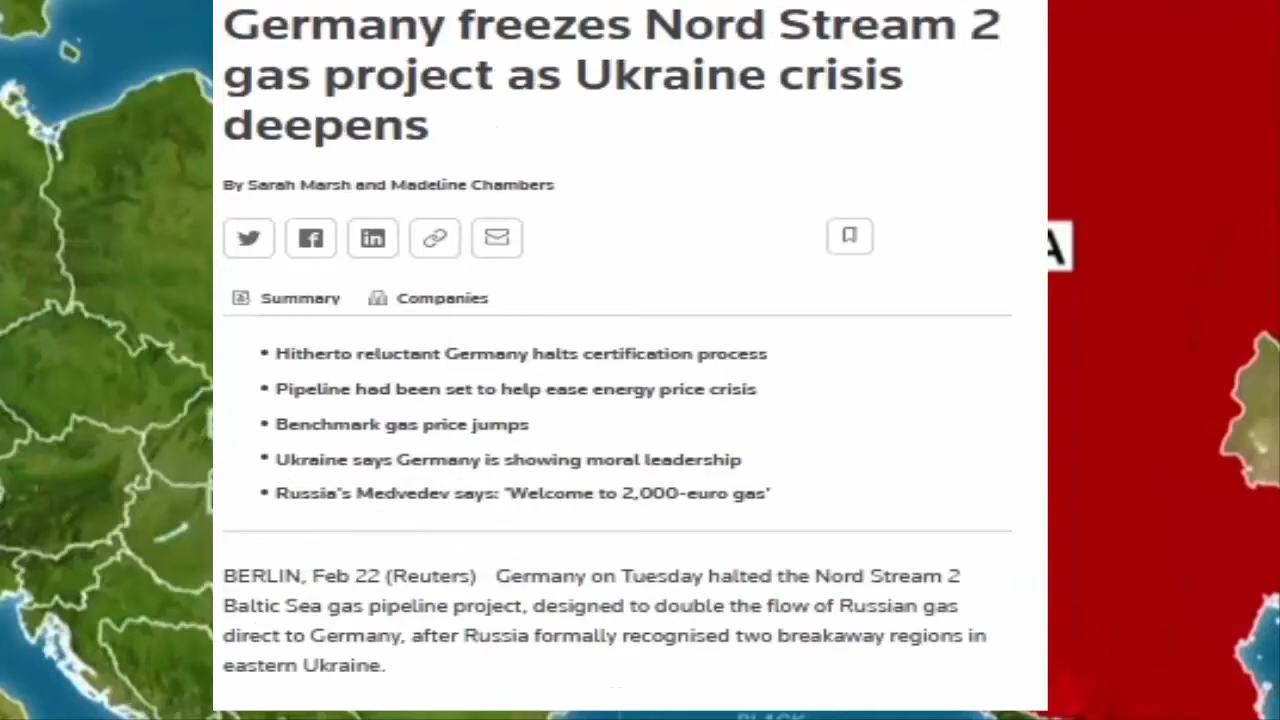 Germany freezes Nord Stream 2
gas project as Ukraine crisis
deepens
By Sarah Marsh and Madeline Chambers
Summary Companies
• Hitherto reluctant Germany halts certification process
• Pipeline had been set to help ease energy price crisis
• Benchmark gas price jumps
• Ukraine says Germany is showing moral leadership
• Russia's Medvedev says: 'Welcome to 2,000-euro gas'
BERLIN, Feb 22 (Reuters) Germany on Tuesday halted the Nord Stream 2
Baltic Sea gas pipeline project, designed to double the flow of Russian gas
direct to Germany, after Russia formally recognised two breakaway regions in
eastern Ukraine.
A
BLACK